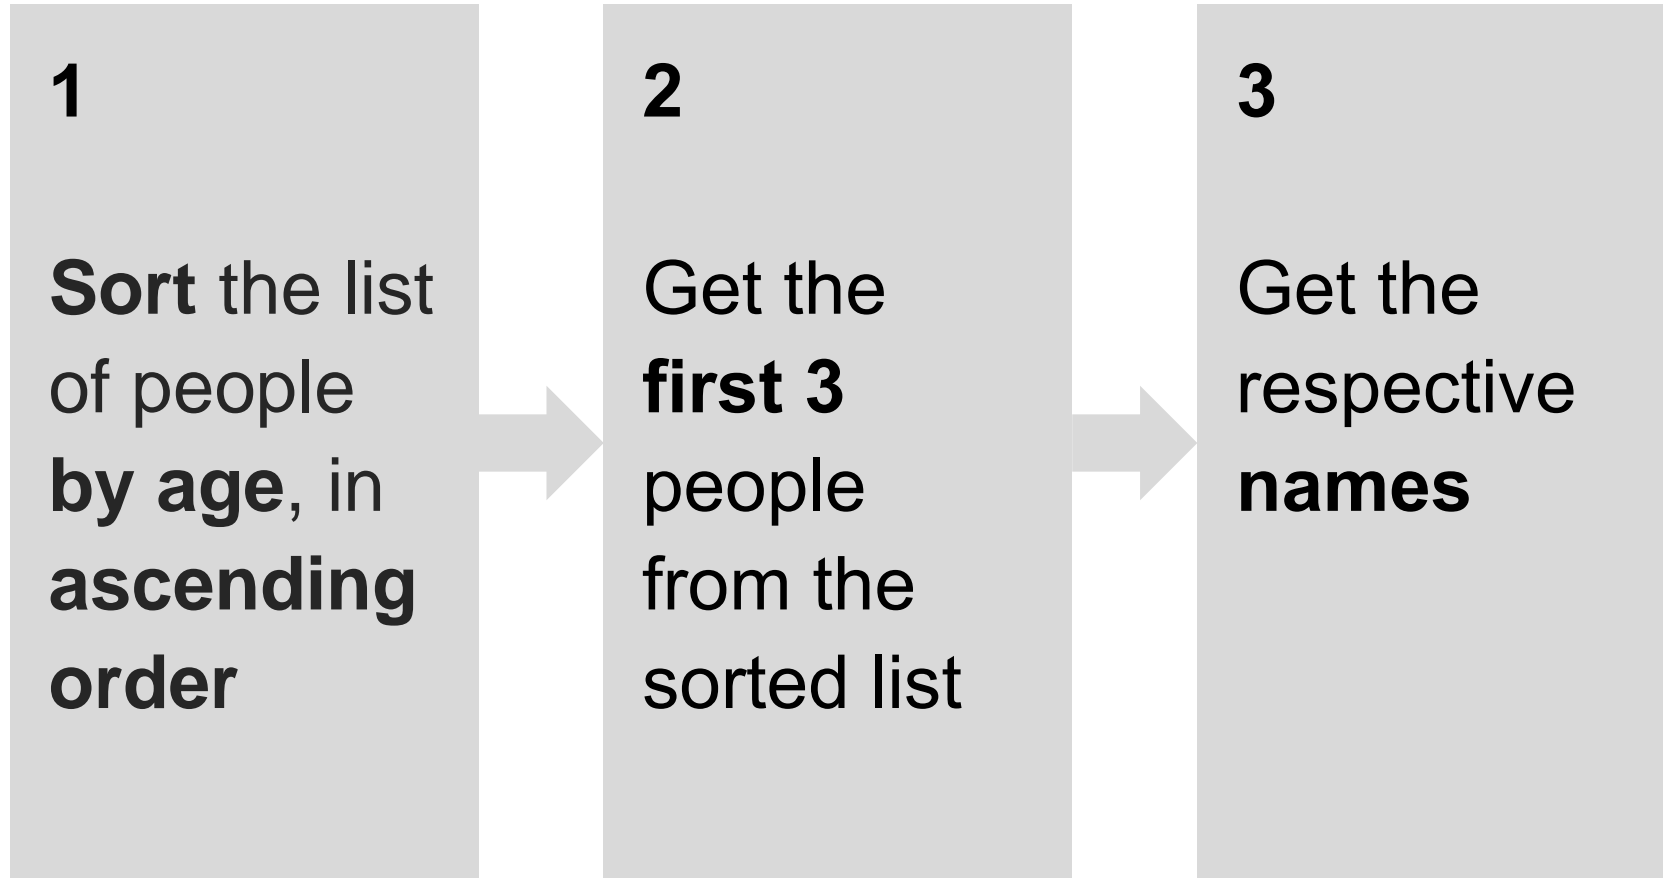 1
Sort the list
of people
by age, in
ascending
order
2
Get the
first 3
people
from the
sorted list
3
Get the
respective
names